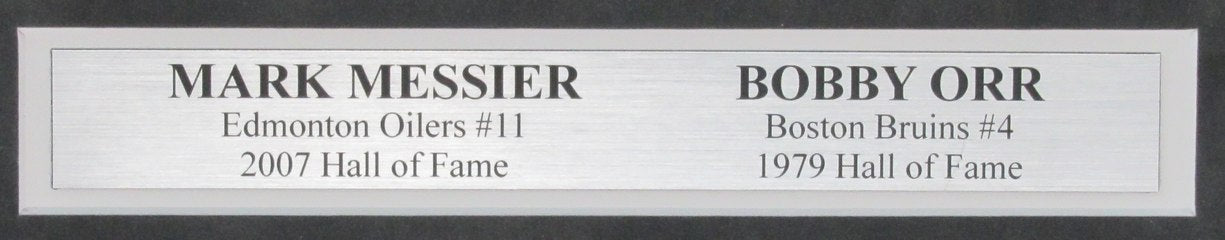 MARK MESSIER
Edmonton Oilers #11
2007 Hall of Fame
BOBBY ORR
Boston Bruins #4
1979 Hall of Fame